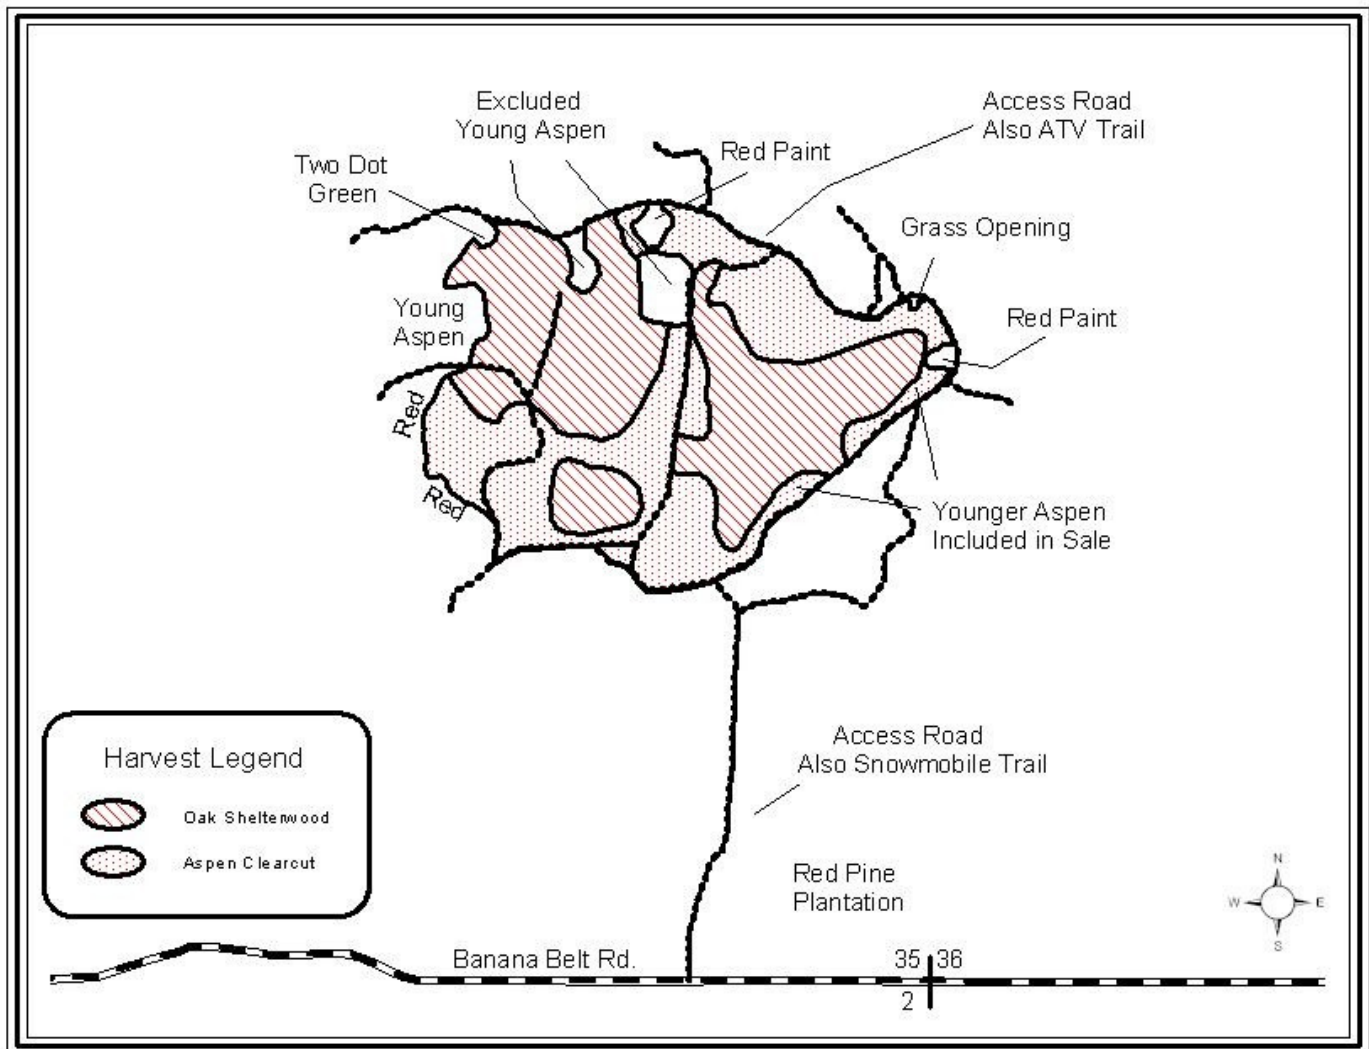 Excluded
Young Aspen
Access Road
Also ATV Trail
Red Paint
Two Dot
Green
Grass Opening
Young
Aspen
Red Paint
Red
Red
Younger Aspen
Included in Sale
Access Road
Also Snowmobile Trail
Harvest Legend
Oak Shelterwood
Aspen Clearcut
Red Pine
Plantation
N
W E
S
Banana Belt Rd.
35 36
2